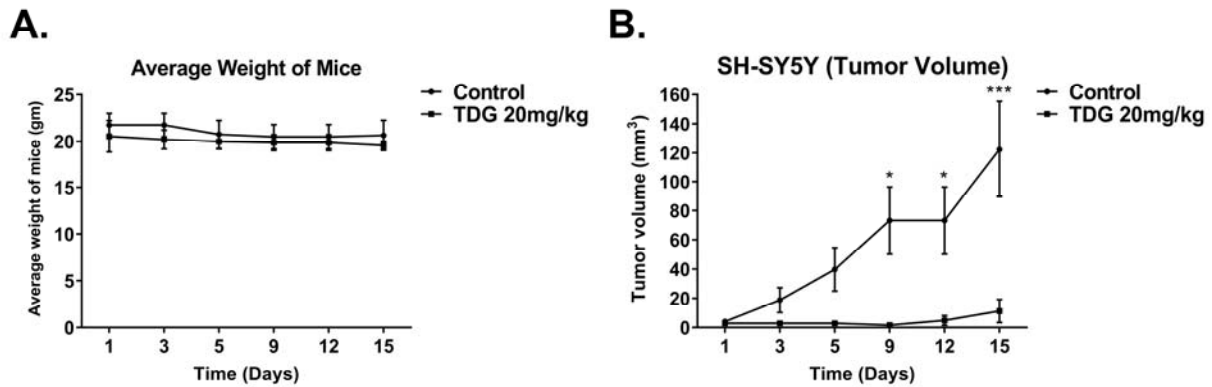 A.
Average Weight of Mice
Control
TDG 20mg/kg
Average weight of mice (gm)
25
20
15
10
5
0
1 3 5 9 12 15
Time (Days)
B.
SH-SY5Y (Tumor Volume)
Control
TDG 20mg/kg
Tumor volume (mm³)
160
140
120
100
80
60
40
20
0
* * ***
1 3 5 9 12 15
Time (Days)